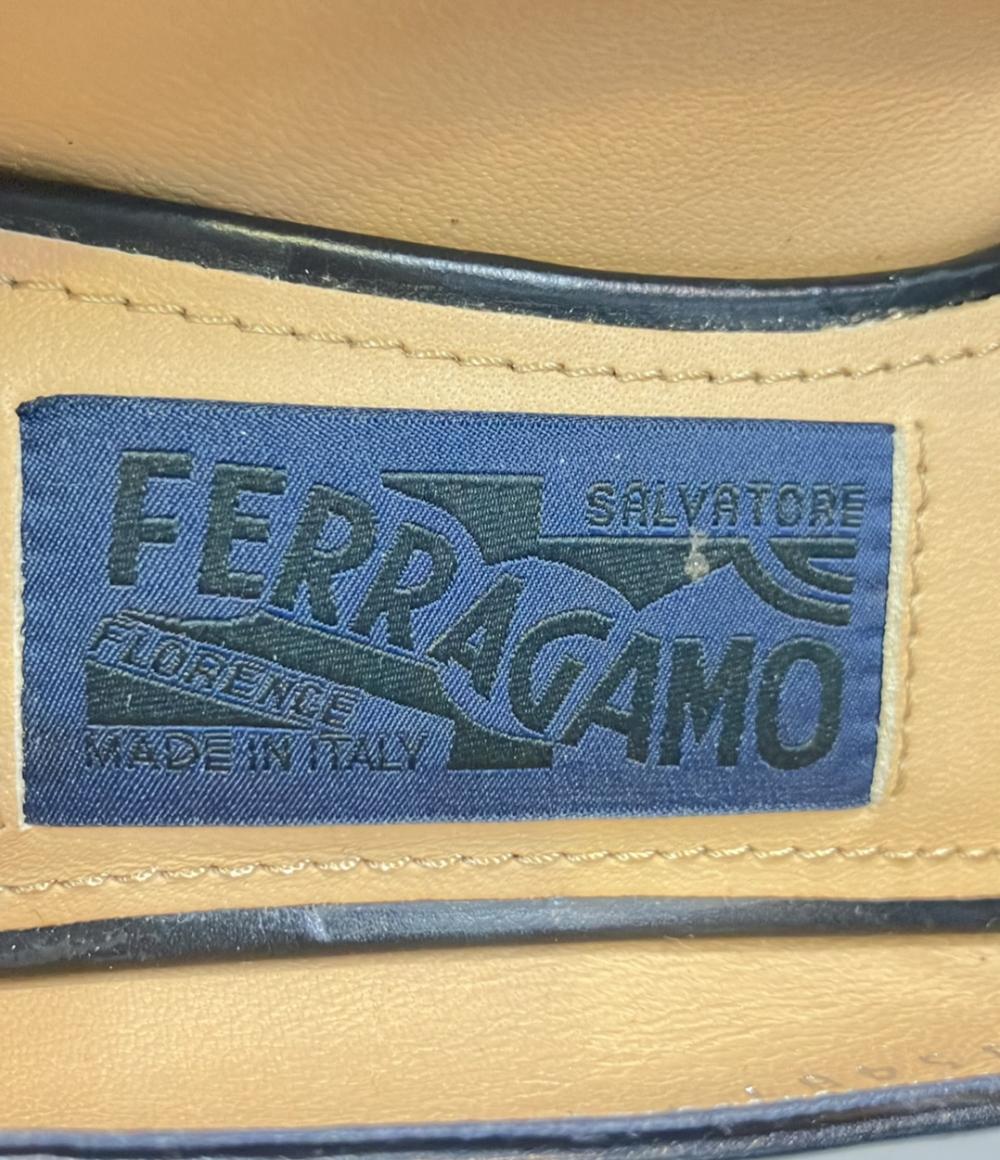 SALVATORE
FERRAGAMO
FLORENCE
MADE IN ITALY